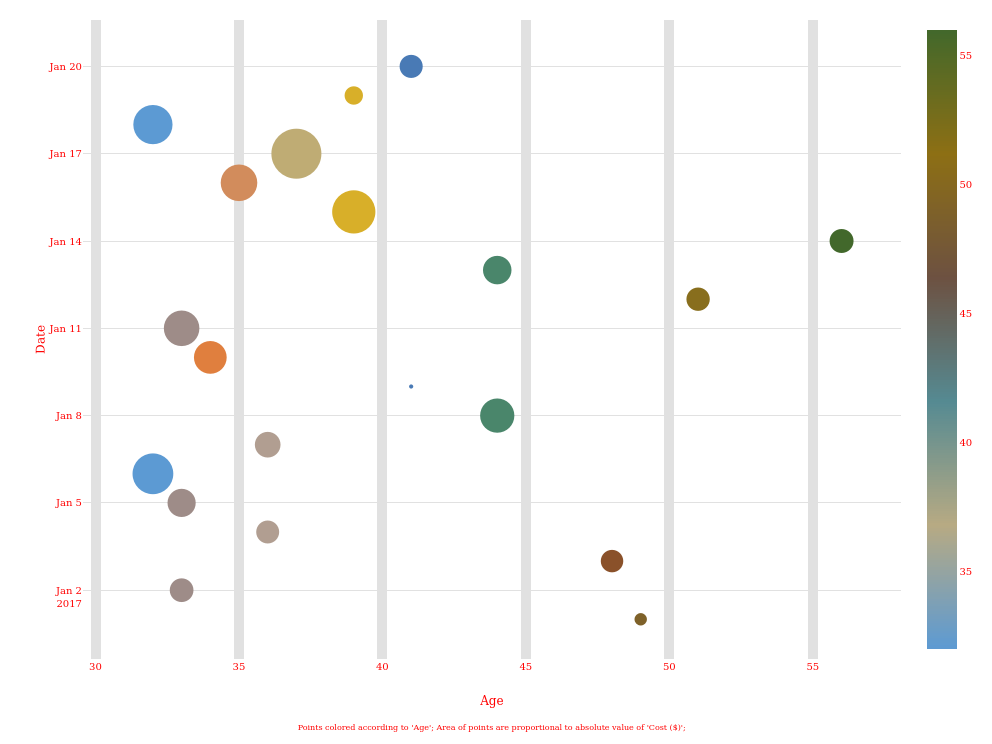 Jan 20
Jan 17
Jan 14
Jan 11
Jan 8
Jan 5
Jan 2
2017
Date
30 35 40 45 50 55
Age
55
50
45
40
35
Points colored according to 'Age'; Area of points are proportional to absolute value of 'Cost ($)';